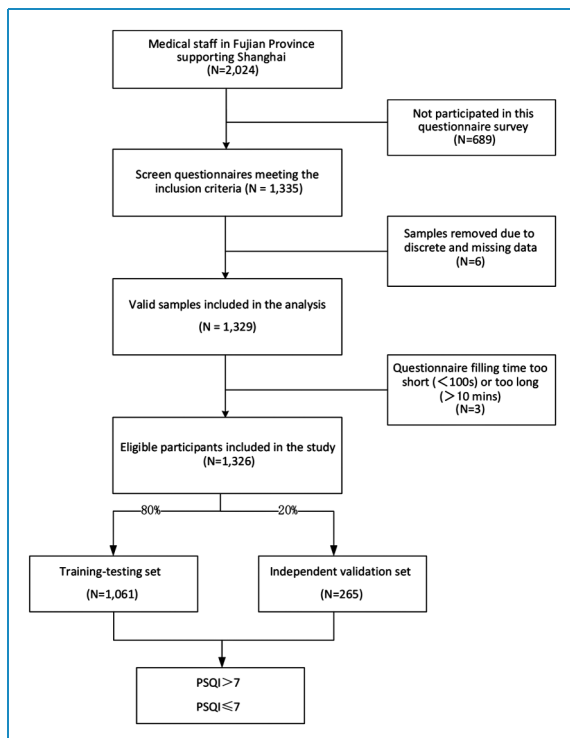 Medical staff in Fujian Province
supporting Shanghai
(N=2,024)
Not participated in this
questionnaire survey
(N=689)
Screen questionnaires meeting the
inclusion criteria (N = 1,335)
Samples removed due to
discrete and missing data
(N=6)
Valid samples included in the analysis
(N = 1,329)
Questionnaire filling time too
short (<100s) or too long
(>10 mins)
(N=3)
Eligible participants included in the study
(N=1,326)
80%
20%
Training-testing set
(N=1,061)
Independent validation set
(N=265)
PSQI>7
PSQI≤7